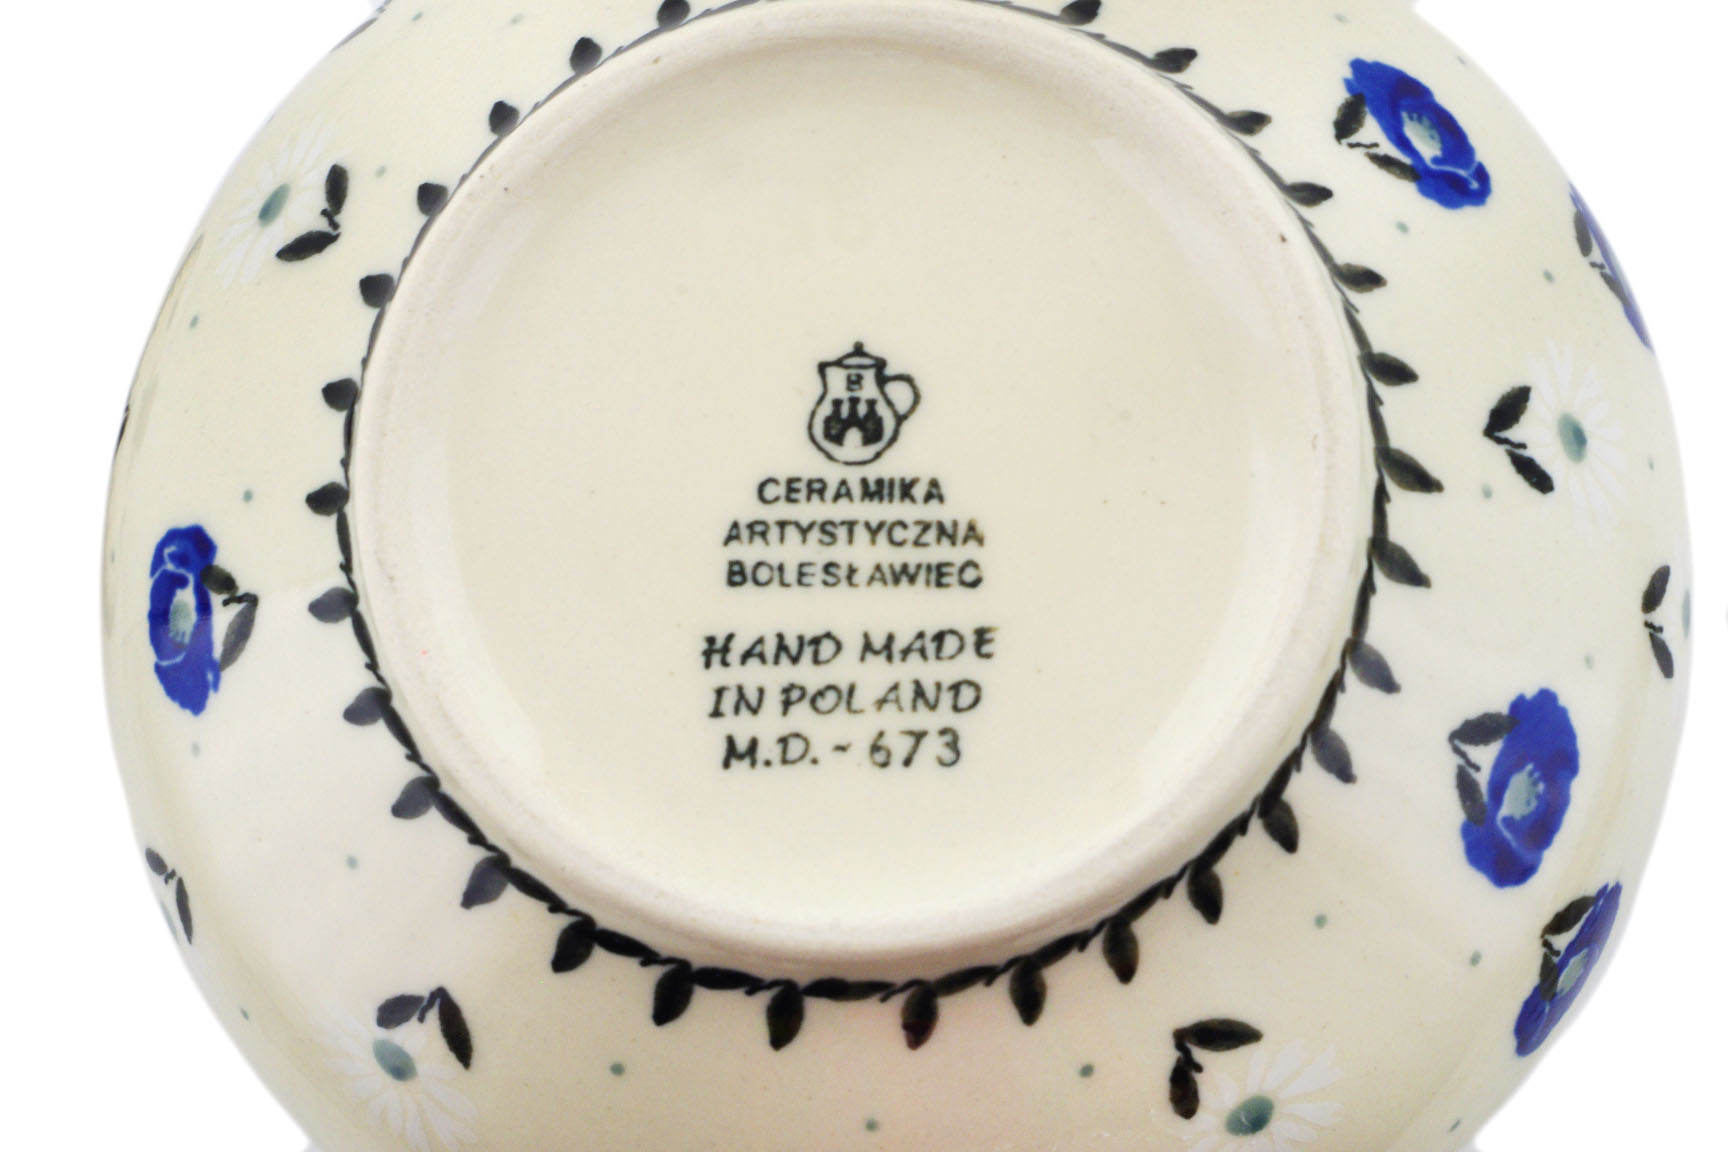 B
CERAMIKA
ARTYSTYCZNA
BOLESŁAWIEC
HAND MADE
IN POLAND
M.D. ~ 673